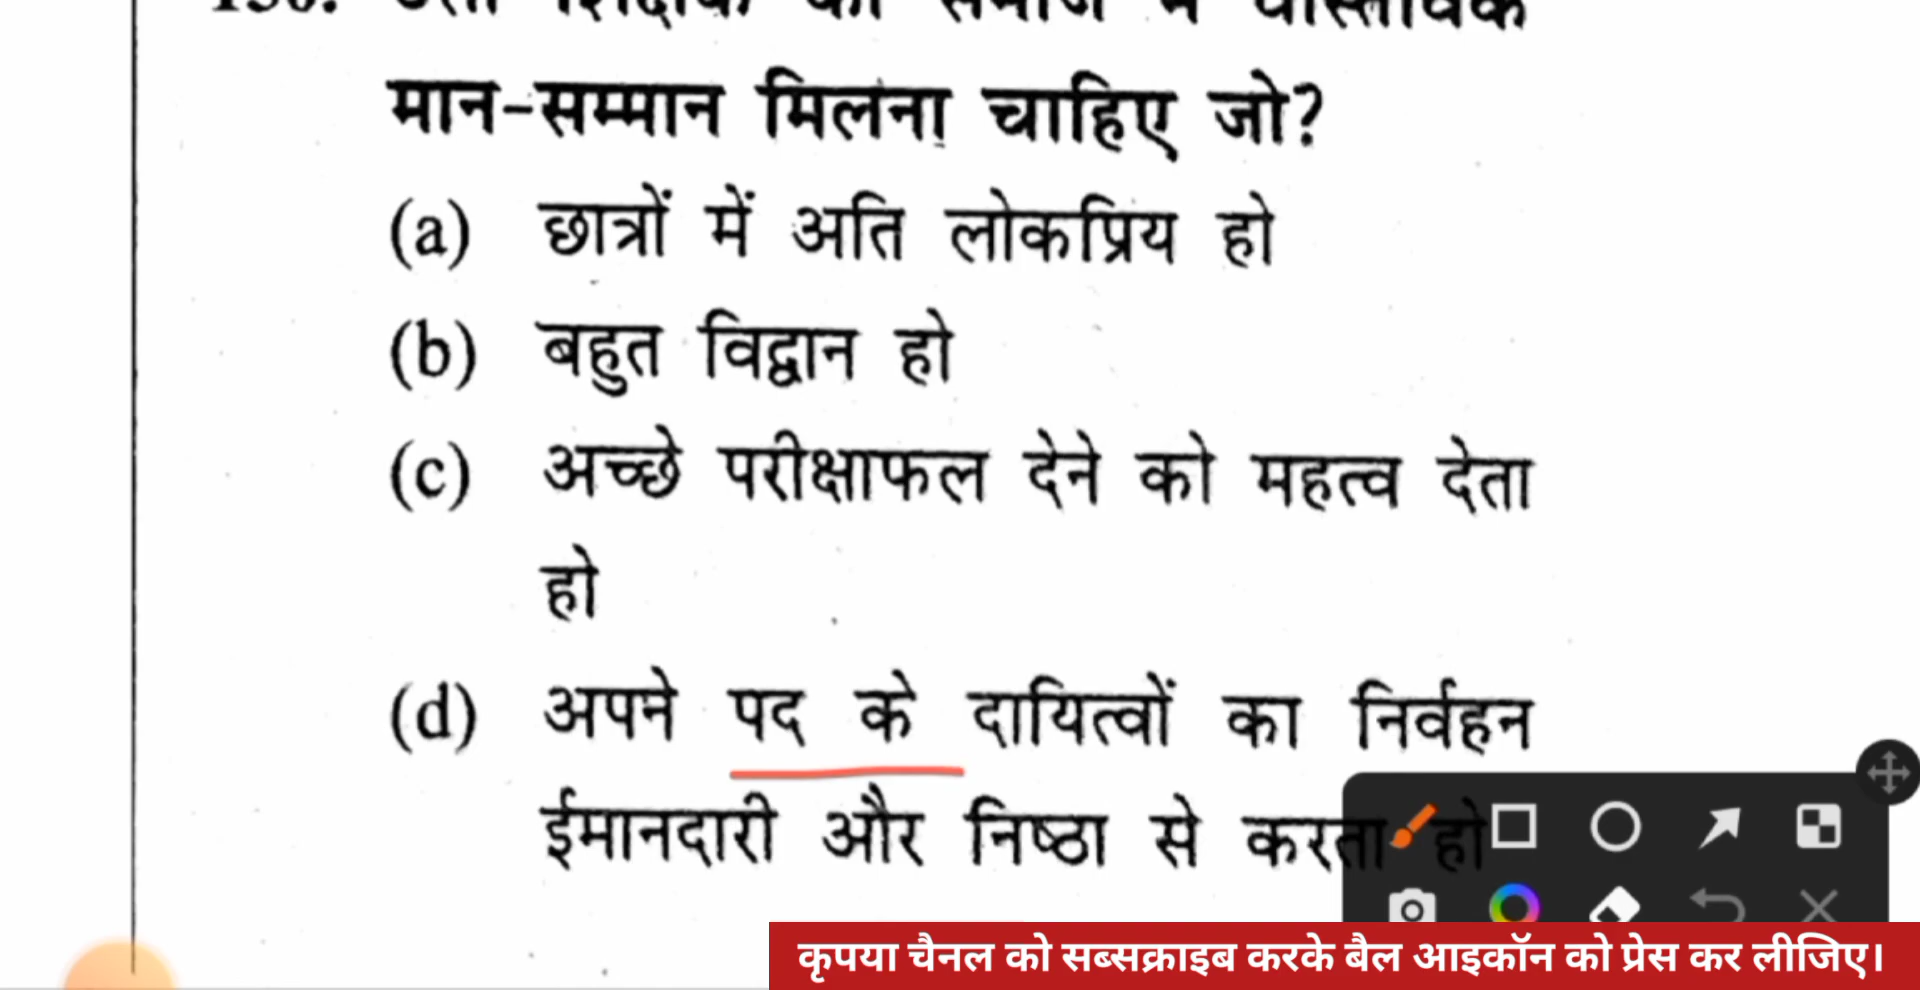 मान-सम्मान मिलना चाहिए जो?
(a) छात्रों में अति लोकप्रिय हो
(b) बहुत विद्वान हो
(c) अच्छे परीक्षाफल देने को महत्व देता
हो
(d) अपने पद के दायित्वों का निर्वहन
ईमानदारी और निष्ठा से करता हो
कृपया चैनल को सब्सक्राइब करके बैल आइकॉन को प्रेस कर लीजिए।